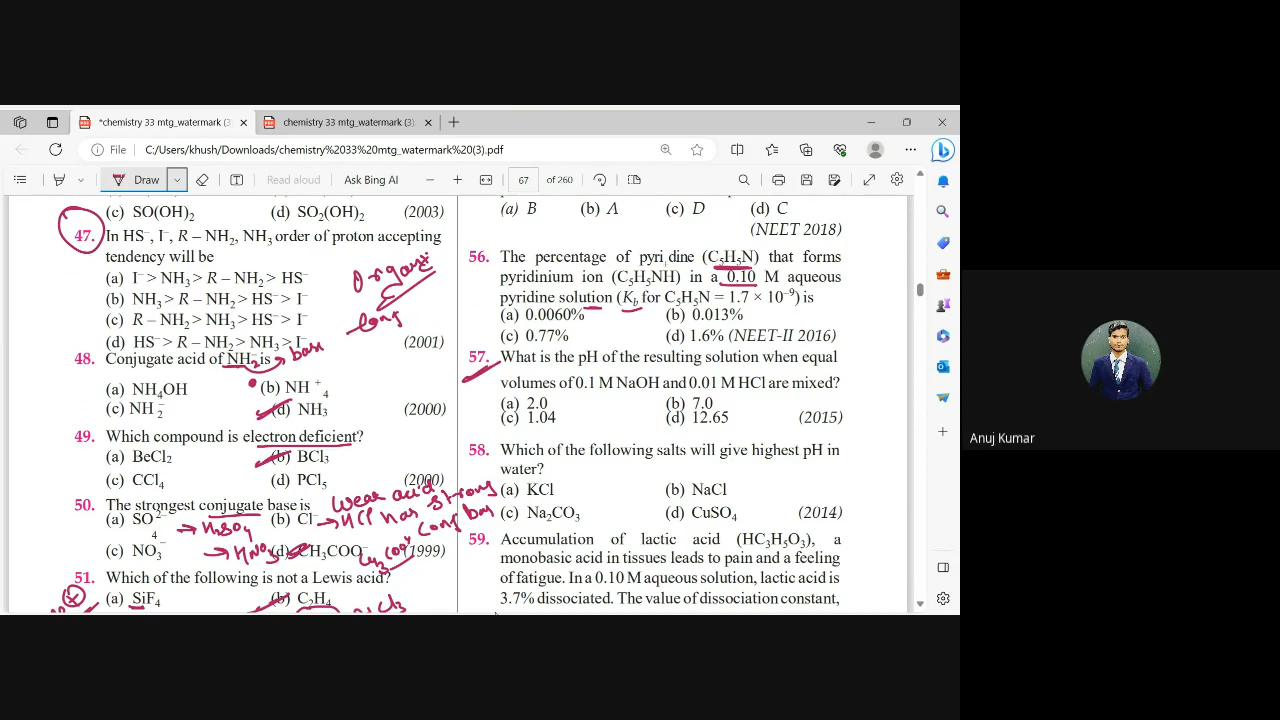 *chemistry 33 mtg_watermark (3).
chemistry 33 mtg_watermark (3).
File
C:/Users/khush/Downloads/chemistry%2033%20mtg_watermark%20(3).pdf
Draw
Read aloud
Ask Bing AI
67
of 260
(c) SO(OH)₂ (d) SO₂(OH)₂ (2003)
47. In HS⁻, I⁻, R – NH₂, NH₃ order of proton accepting
tendency will be
(a) I⁻ > NH₃ > R – NH₂ > HS⁻
(b) NH₃ > R – NH₂ > HS⁻ > I⁻
(c) R – NH₂ > NH₃ > HS⁻ > I⁻
(d) HS⁻ > R – NH₂ > NH₃ > I⁻ (2001)
long
48. Conjugate acid of NH₂⁻ is
base
(a) NH₄OH (b) NH₄⁺
(c) NH₂⁻ (d) NH₃ (2000)
49. Which compound is electron deficient?
(a) BeCl₂ (b) BCl₃
(c) CCl₄ (d) PCl₅ (2000)
weak acid
has strong
50. The strongest conjugate base is
(a) SO₄²⁻ (b) Cl⁻
→ H₂SO₄ → HCl
Conj bas
(c) NO₃⁻ (d) CH₃COO⁻ (1999)
→ HNO₃
CH₃COO⁻
51. Which of the following is not a Lewis acid?
(a) SiF₄ (b) C₂H₄
(a) B (b) A (c) D (d) C
(NEET 2018)
56. The percentage of pyridine (C₅H₅N) that forms
pyridinium ion (C₅H₅NH) in a 0.10 M aqueous
pyridine solution (Kb for C₅H₅N = 1.7 × 10⁻⁹) is
(a) 0.0060% (b) 0.013%
(c) 0.77% (d) 1.6% (NEET-II 2016)
57. What is the pH of the resulting solution when equal
volumes of 0.1 M NaOH and 0.01 M HCl are mixed?
(a) 2.0 (b) 7.0
(c) 1.04 (d) 12.65 (2015)
58. Which of the following salts will give highest pH in
water?
(a) KCl (b) NaCl
(c) Na₂CO₃ (d) CuSO₄ (2014)
59. Accumulation of lactic acid (HC₃H₅O₃), a
monobasic acid in tissues leads to pain and a feeling
of fatigue. In a 0.10 M aqueous solution, lactic acid is
3.7% dissociated. The value of dissociation constant,
Anuj Kumar